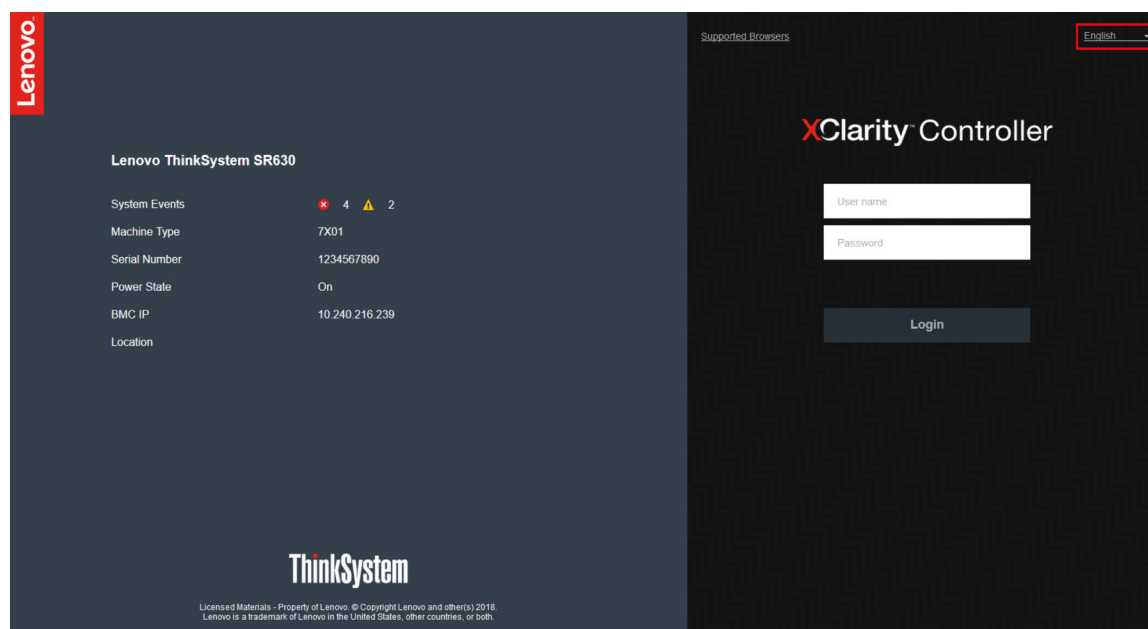 Lenovo
Supported Browsers
English
XClarity™ Controller
Lenovo ThinkSystem SR630
System Events 4 2
Machine Type 7X01
Serial Number 1234567890
Power State On
BMC IP 10.240.216.239
Location
User name
Password
Login
ThinkSystem
Licensed Materials - Property of Lenovo. © Copyright Lenovo and other(s) 2018.
Lenovo is a trademark of Lenovo in the United States, other countries, or both.